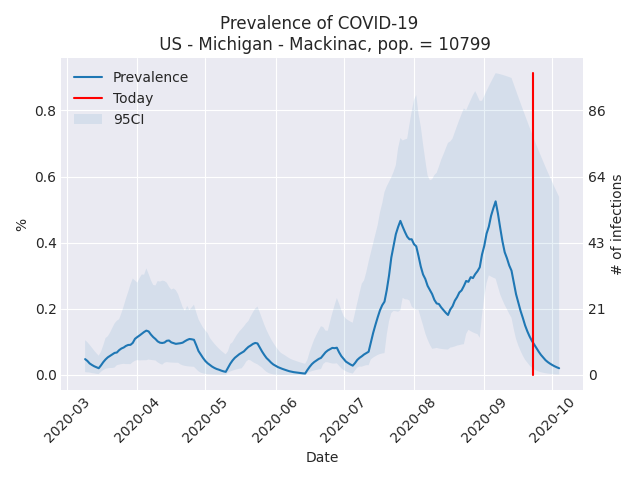 Prevalence of COVID-19
US - Michigan - Mackinac, pop. = 10799
Prevalence
Today
95CI
0.8
0.6
0.4
0.2
0.0
%
86
64
43
21
0
# of infections
2020-03
2020-04
2020-05
2020-06
2020-07
2020-08
2020-09
2020-10
Date